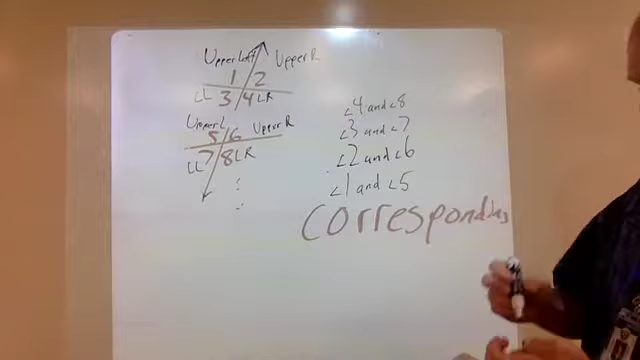 Upper Left Upper R
1 2
LL 3 4 LR
Upper L 5 6 Upper R
LL 7 8 LR
∠4 and ∠8
∠3 and ∠7
∠2 and ∠6
∠1 and ∠5
Corresponding